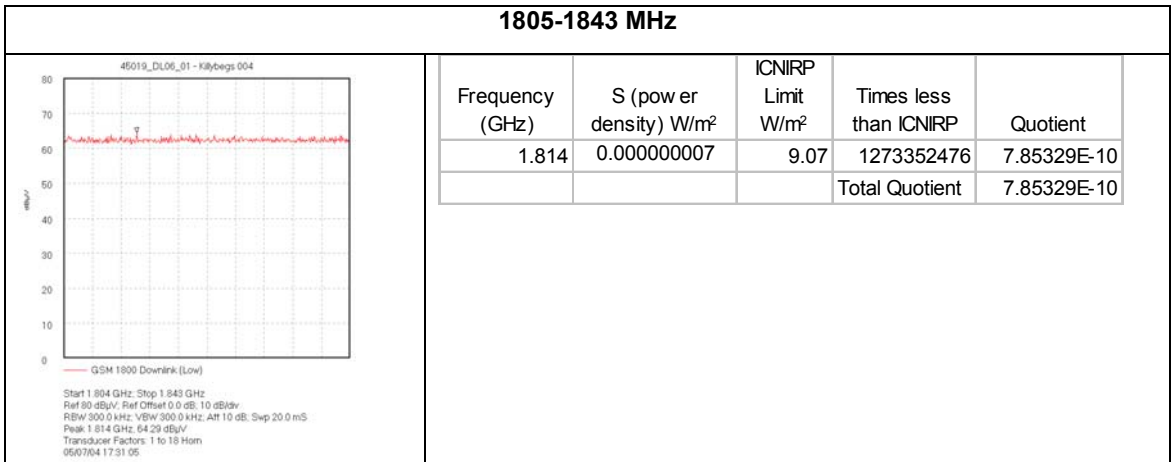 1805-1843 MHz
45019_DL06_01 - Killybegs 004
80
70
60
50
40
30
20
10
0
dBµV
GSM 1800 Downlink (Low)
Start 1.804 GHz; Stop 1.843 GHz
Ref 80 dBµV; Ref Offset 0.0 dB; 10 dB/div
RBW 300.0 kHz; VBW 300.0 kHz; Att 10 dB; Swp 20.0 mS
Peak 1.814 GHz, 64.29 dBµV
Transducer Factors: 1 to 18 Horn
05/07/04 17:31:05
Frequency (GHz) S (pow er density) W/m² ICNIRP Limit W/m² Times less than ICNIRP Quotient
1.814 0.000000007 9.07 1273352476 7.85329E-10
Total Quotient 7.85329E-10